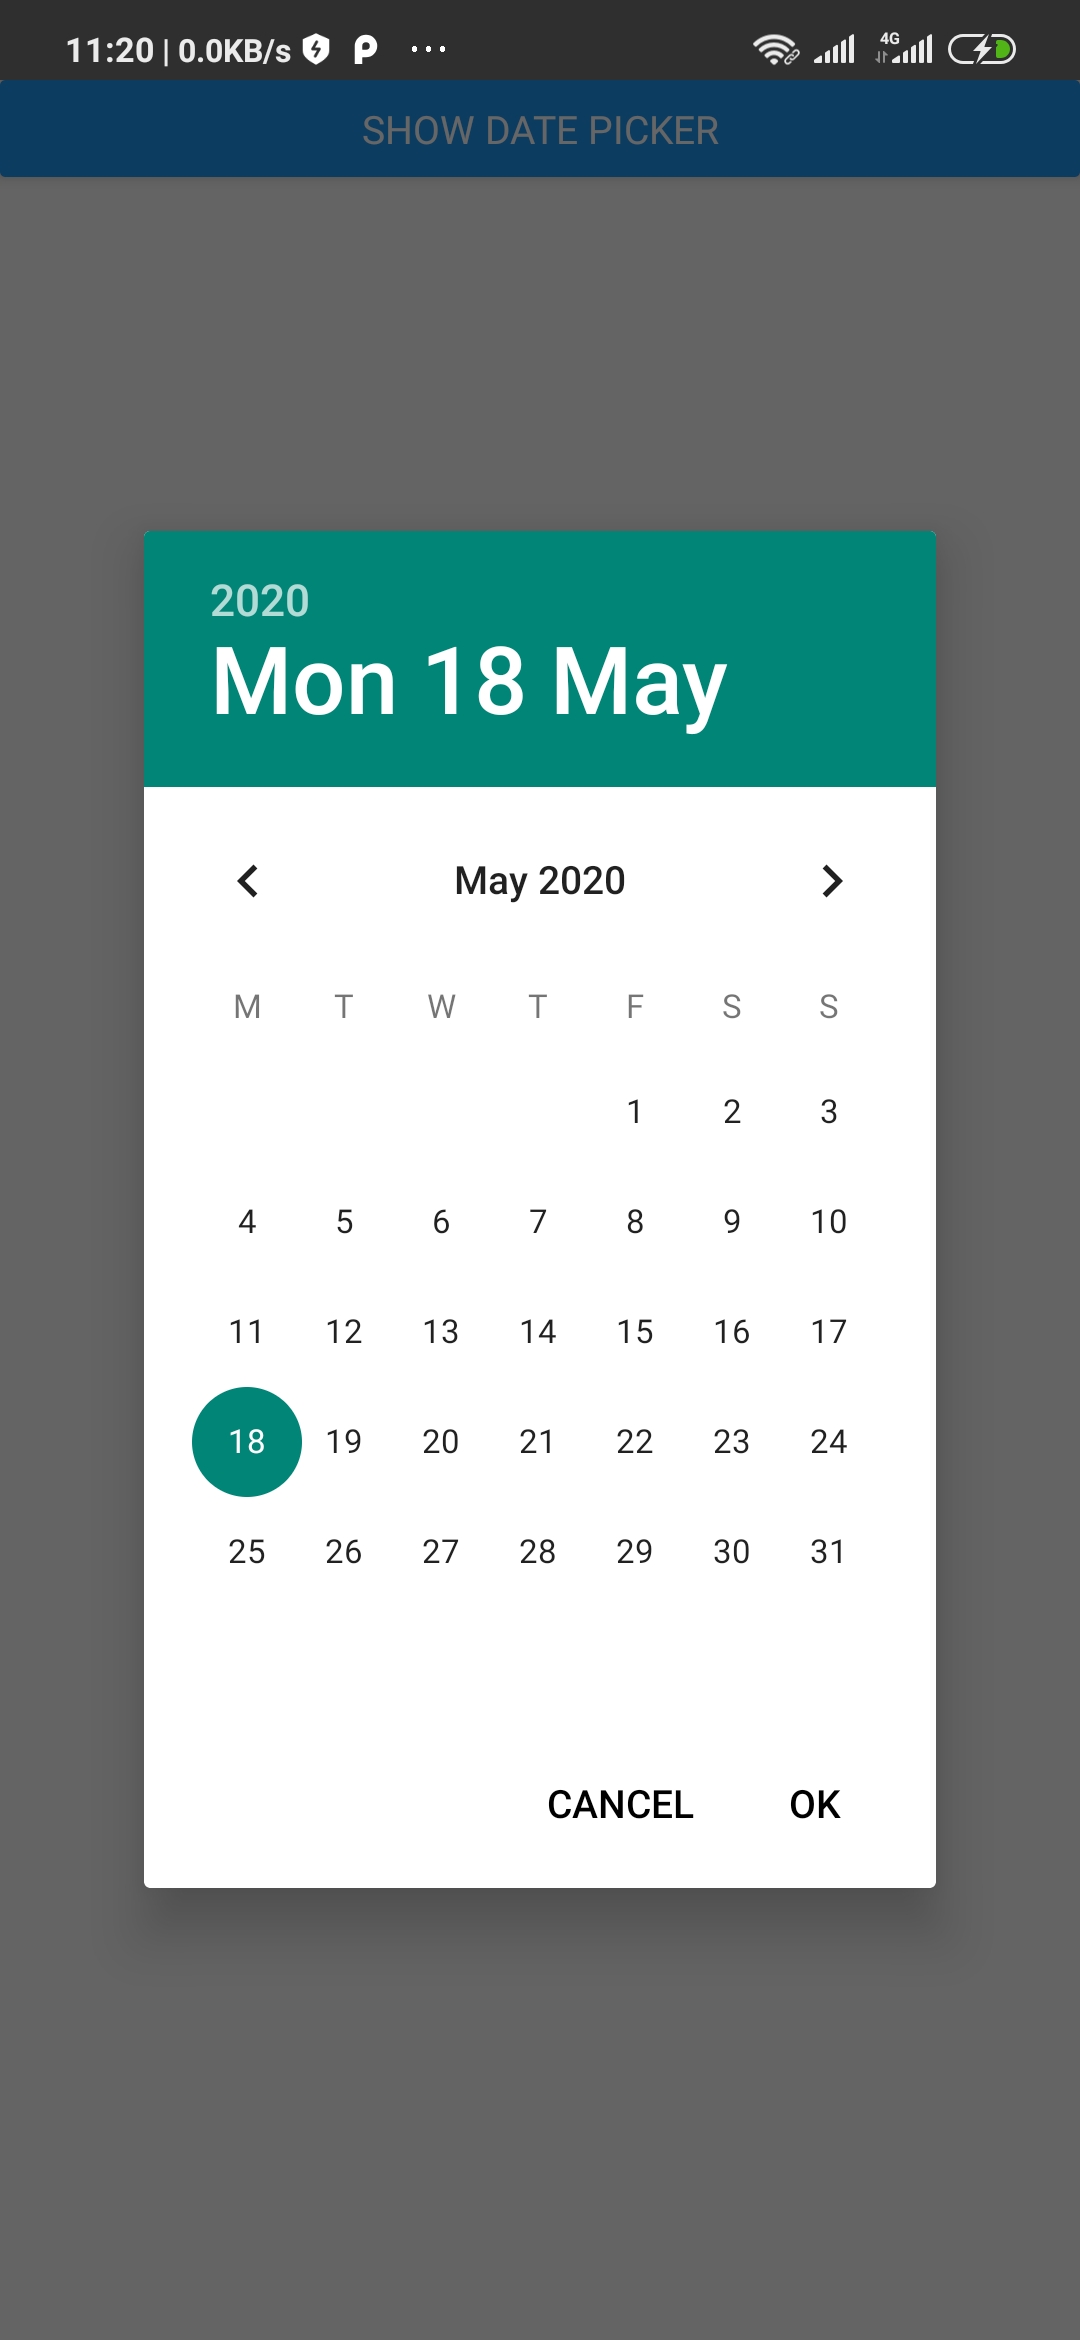 11:20 | 0.0KB/s ... 4G
SHOW DATE PICKER
2020
Mon 18 May
May 2020
M T W T F S S
1 2 3
4 5 6 7 8 9 10
11 12 13 14 15 16 17
18 19 20 21 22 23 24
25 26 27 28 29 30 31
CANCEL OK